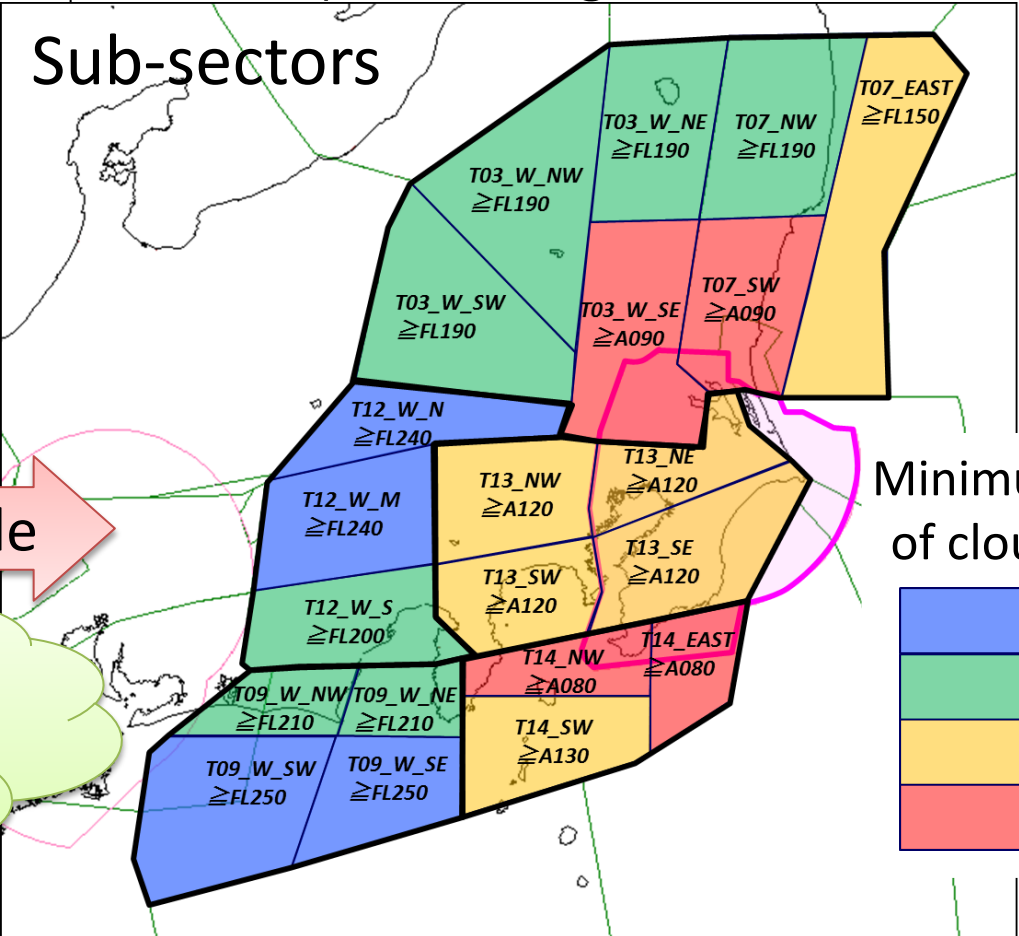 Sub-sectors
T07_EAST
≧FL150
T03_W_NE
≧FL190
T07_NW
≧FL190
T03_W_NW
≧FL190
T03_W_SW
≧FL190
T03_W_SE
≧A090
T07_SW
≧A090
T12_W_N
≧FL240
T12_W_M
≧FL240
T12_W_S
≧FL200
T13_NW
≧A120
T13_NE
≧A120
T13_SW
≧A120
T13_SE
≧A120
T14_NW
≧A080
T14_EAST
≧A080
T14_SW
≧A130
T09_W_NW
≧FL210
T09_W_NE
≧FL210
T09_W_SW
≧FL250
T09_W_SE
≧FL250
Minimu
of clou